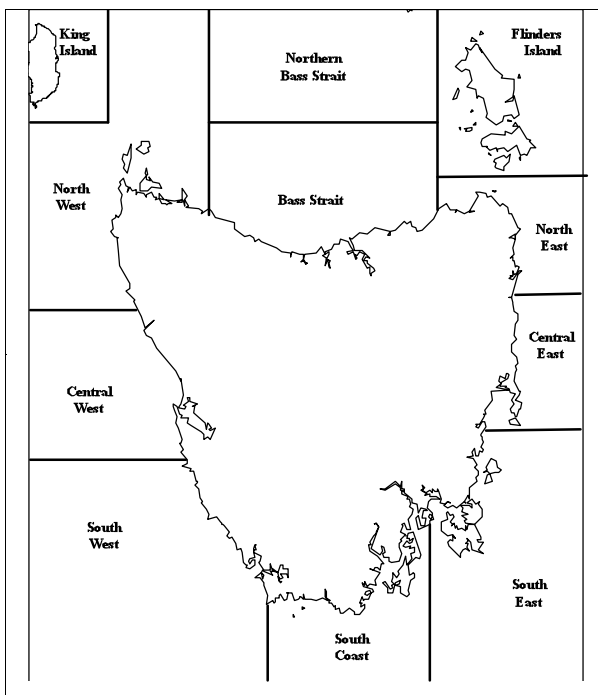 King
Island
Northern
Bass Strait
Flinders
Island
North
West
Bass Strait
North
East
Central
East
Central
West
South
West
South
East
South
Coast